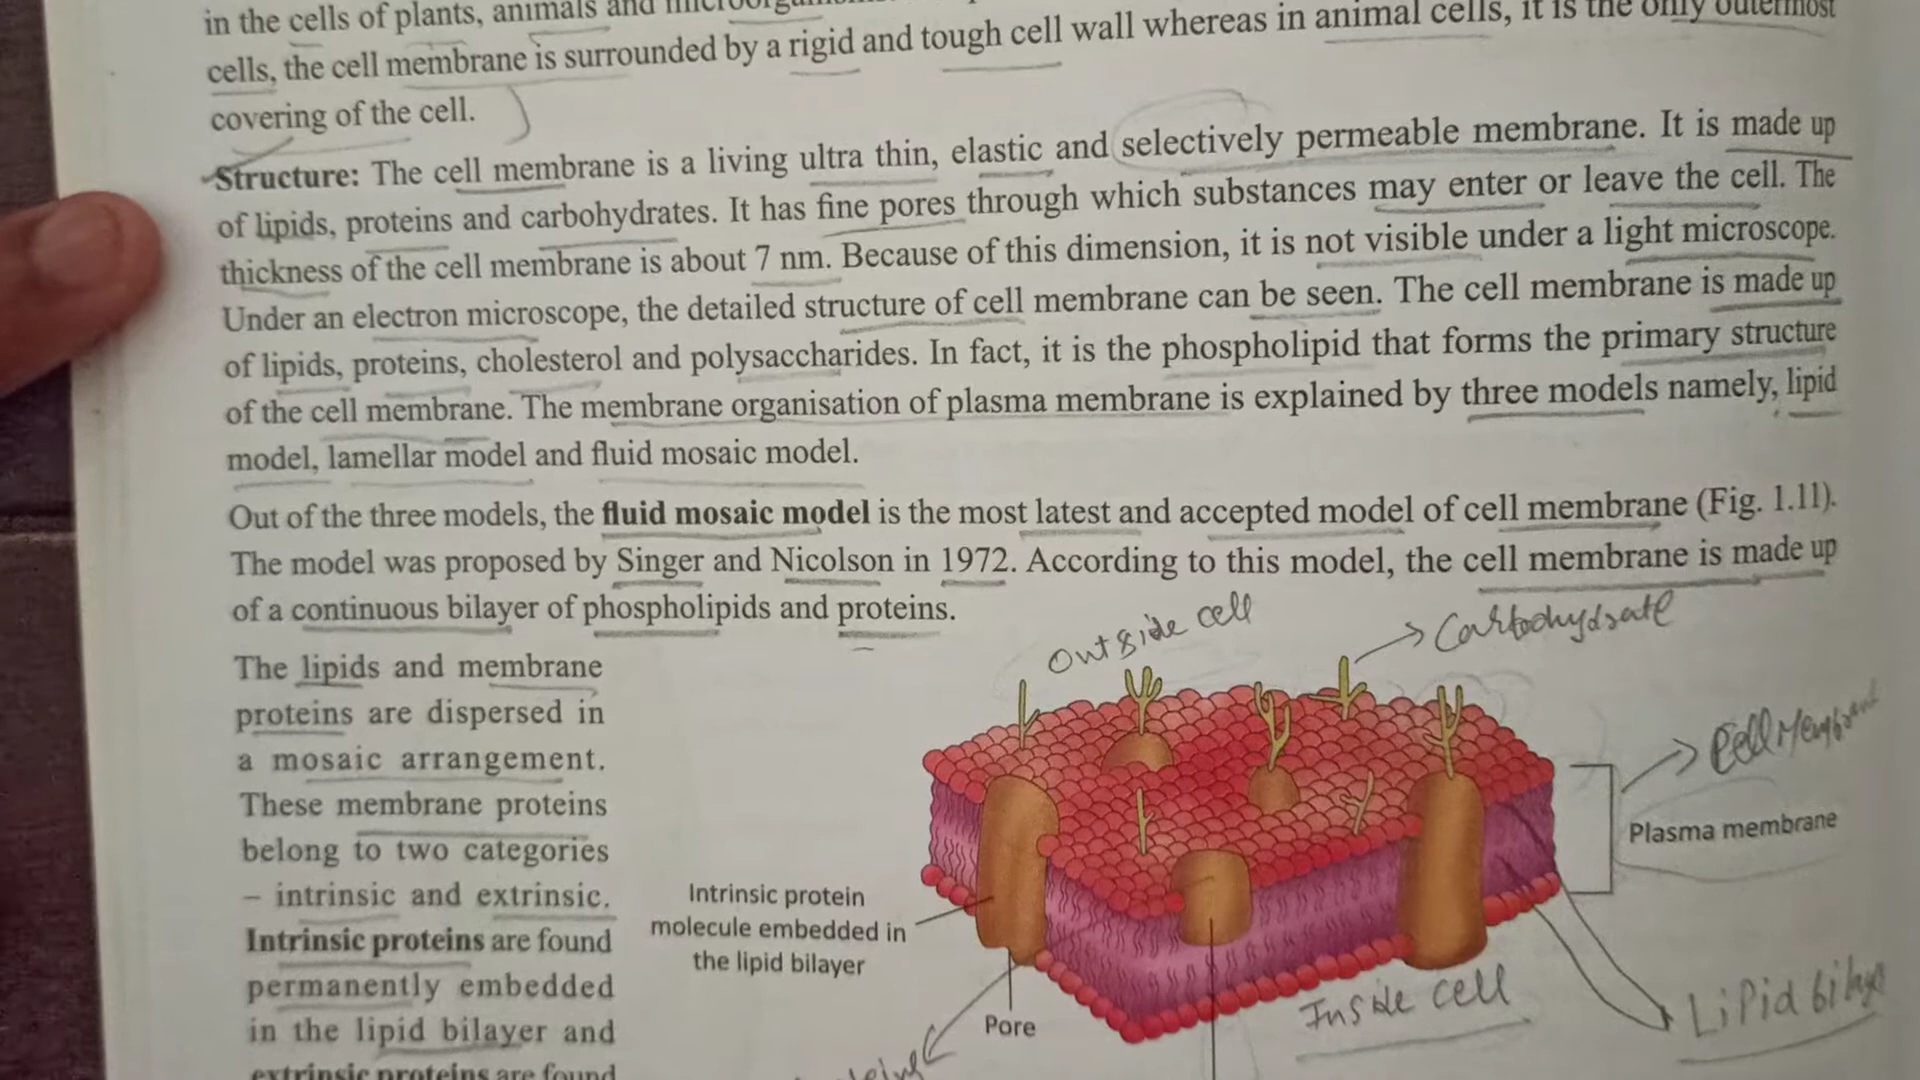 in the cells of plants, animals and
cells, the cell membrane is surrounded by a rigid and tough cell wall whereas in animal cells, it is the only outermost
covering of the cell.
Structure: The cell membrane is a living ultra thin, elastic and selectively permeable membrane. It is made up
of lipids, proteins and carbohydrates. It has fine pores through which substances may enter or leave the cell. The
thickness of the cell membrane is about 7 nm. Because of this dimension, it is not visible under a light microscope.
Under an electron microscope, the detailed structure of cell membrane can be seen. The cell membrane is made up
of lipids, proteins, cholesterol and polysaccharides. In fact, it is the phospholipid that forms the primary structure
of the cell membrane. The membrane organisation of plasma membrane is explained by three models namely, lipid
model, lamellar model and fluid mosaic model.
Out of the three models, the fluid mosaic model is the most latest and accepted model of cell membrane (Fig. 1.11).
The model was proposed by Singer and Nicolson in 1972. According to this model, the cell membrane is made up
of a continuous bilayer of phospholipids and proteins.
The lipids and membrane
proteins are dispersed in
a mosaic arrangement.
These membrane proteins
belong to two categories
– intrinsic and extrinsic.
Intrinsic proteins are found
permanently embedded
in the lipid bilayer and
extrinsic proteins are found
Outside cell
Carbohydrate
Cell Membrane
Plasma membrane
Intrinsic protein
molecule embedded in
the lipid bilayer
Pore
Inside cell
Lipid